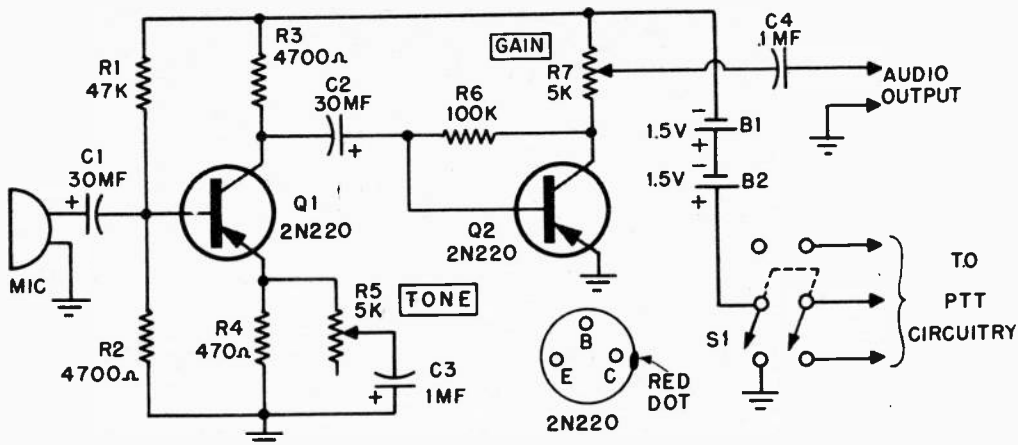 R1
47K
R3
4700Ω
C2
30MF
+
R6
100K
GAIN
R7
5K
C4
.1MF
AUDIO
OUTPUT
-
1.5V
B1
+
-
1.5V
B2
+
C1
30MF
+
MIC
Q1
2N220
Q2
2N220
R2
4700Ω
R4
470Ω
R5
5K
TONE
C3
1MF
+
B
E
C
RED
DOT
2N220
S1
TO
PTT
CIRCUITRY